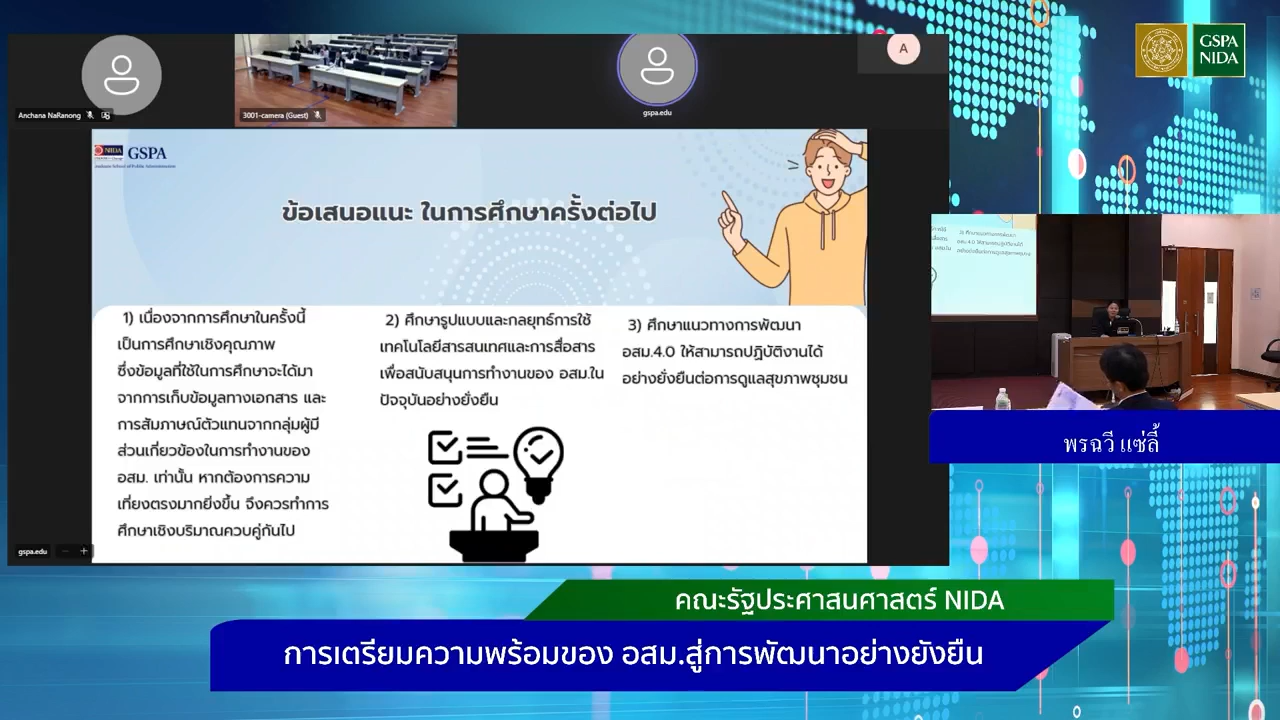 GSPA
NIDA
A
Anchana NaRanong
3001-camera (Guest)
gspa.edu
NIDA GSPA
ข้อเสนอแนะ ในการศึกษาครั้งต่อไป
1) เนื่องจากการศึกษาในครั้งนี้
เป็นการศึกษาเชิงคุณภาพ
ซึ่งข้อมูลที่ใช้ในการศึกษาจะได้มา
จากการเก็บข้อมูลทางเอกสาร และ
การสัมภาษณ์ตัวแทนจากกลุ่มผู้มี
ส่วนเกี่ยวข้องในการทำงานของ
อสม. เท่านั้น หากต้องการความ
เที่ยงตรงมากยิ่งขึ้น จึงควรทำการ
ศึกษาเชิงบริมาณควบคู่กันไป
2) ศึกษารูปแบบและกลยุทธ์การใช้
เทคโนโลยีสารสนเทศและการสื่อสาร
เพื่อสนับสนุนการทำงานของ อสม.ใน
ปัจจุบันอย่างยั่งยืน
3) ศึกษาแนวทางการพัฒนา
อสม.4.0 ให้สามารถปฏิบัติงานได้
อย่างยั่งยืนต่อการดูแลสุขภาพชุมชน
gspa.edu
พรฉวี แซ่ลี้
คณะรัฐประศาสนศาสตร์ NIDA
การเตรียมความพร้อมของ อสม.สู่การพัฒนาอย่างยังยืน